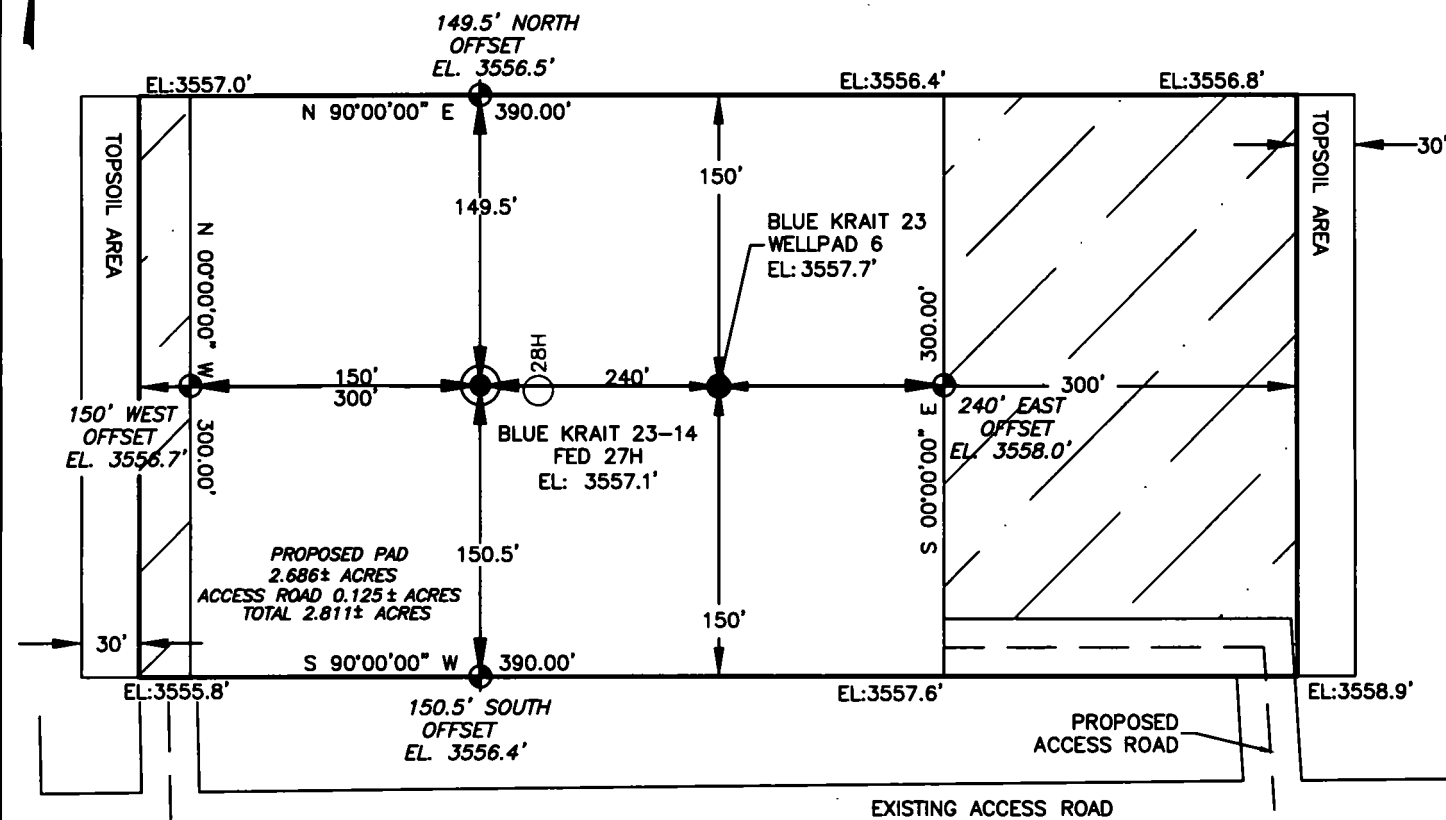 149.5' NORTH
OFFSET
EL. 3556.5'
EL:3557.0'
EL:3556.4'
EL:3556.8'
N 90°00'00" E
390.00'
TOPSOIL AREA
TOPSOIL AREA
30'
150'
149.5'
BLUE KRAIT 23
WELLPAD 6
EL: 3557.7'
N 00°00'00" W 300.00'
S 00°00'00" E 300.00'
28H
150'
300'
240'
300'
150' WEST
OFFSET
EL. 3556.7'
240' EAST
OFFSET
EL. 3558.0'
BLUE KRAIT 23-14
FED 27H
EL: 3557.1'
PROPOSED PAD
2.686± ACRES
ACCESS ROAD 0.125± ACRES
TOTAL 2.811± ACRES
150.5'
150'
30'
S 90°00'00" W
390.00'
EL:3555.8'
EL:3557.6'
EL:3558.9'
150.5' SOUTH
OFFSET
EL. 3556.4'
PROPOSED
ACCESS ROAD
EXISTING ACCESS ROAD